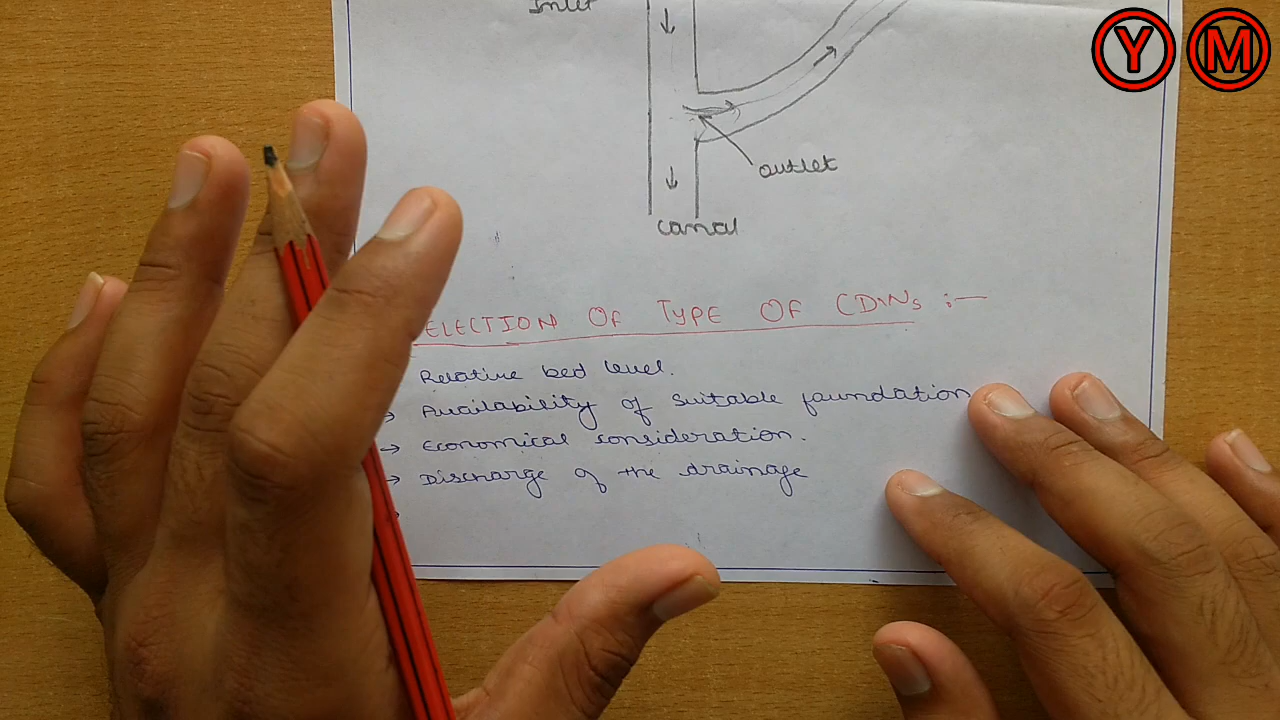 Y M
Inlet
outlet
canal
ELECTION OF TYPE OF CDWs :—
Relative bed level.
→ Availability of suitable foundation
→ Economical consideration.
→ Discharge of the drainage